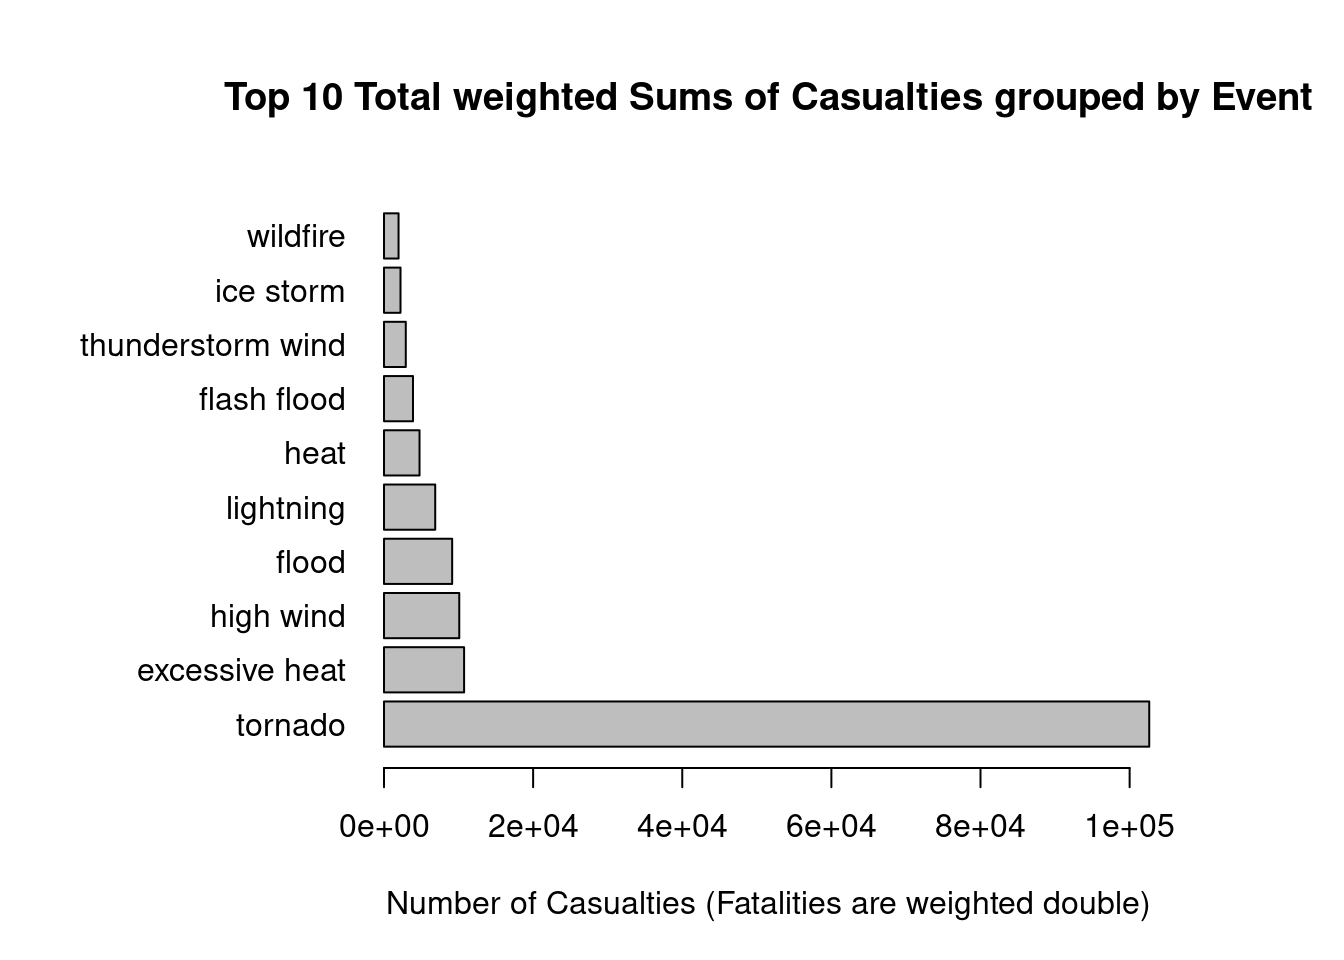 Top 10 Total weighted Sums of Casualties grouped by Event
wildfire
ice storm
thunderstorm wind
flash flood
heat
lightning
flood
high wind
excessive heat
tornado
0e+00 2e+04 4e+04 6e+04 8e+04 1e+05
Number of Casualties (Fatalities are weighted double)